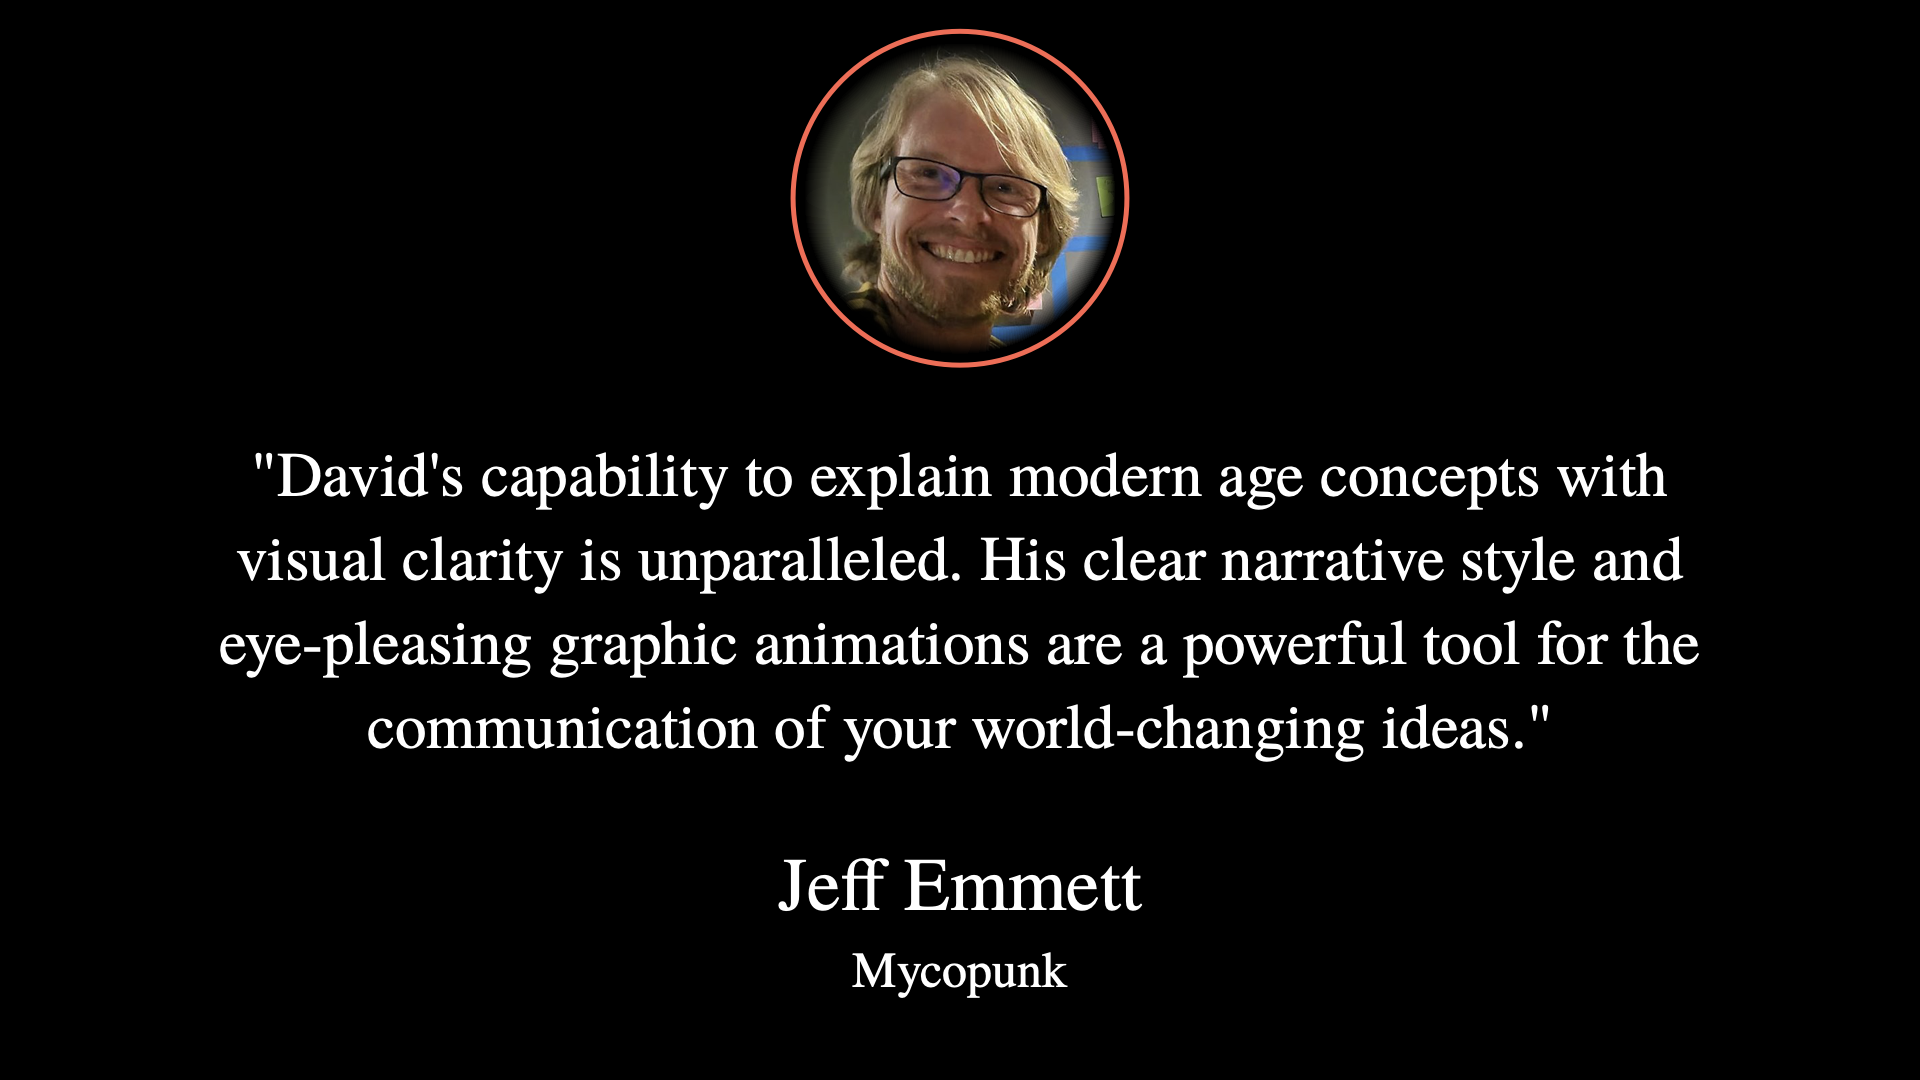 "David's capability to explain modern age concepts with
visual clarity is unparalleled. His clear narrative style and
eye-pleasing graphic animations are a powerful tool for the
communication of your world-changing ideas."
Jeff Emmett
Mycopunk